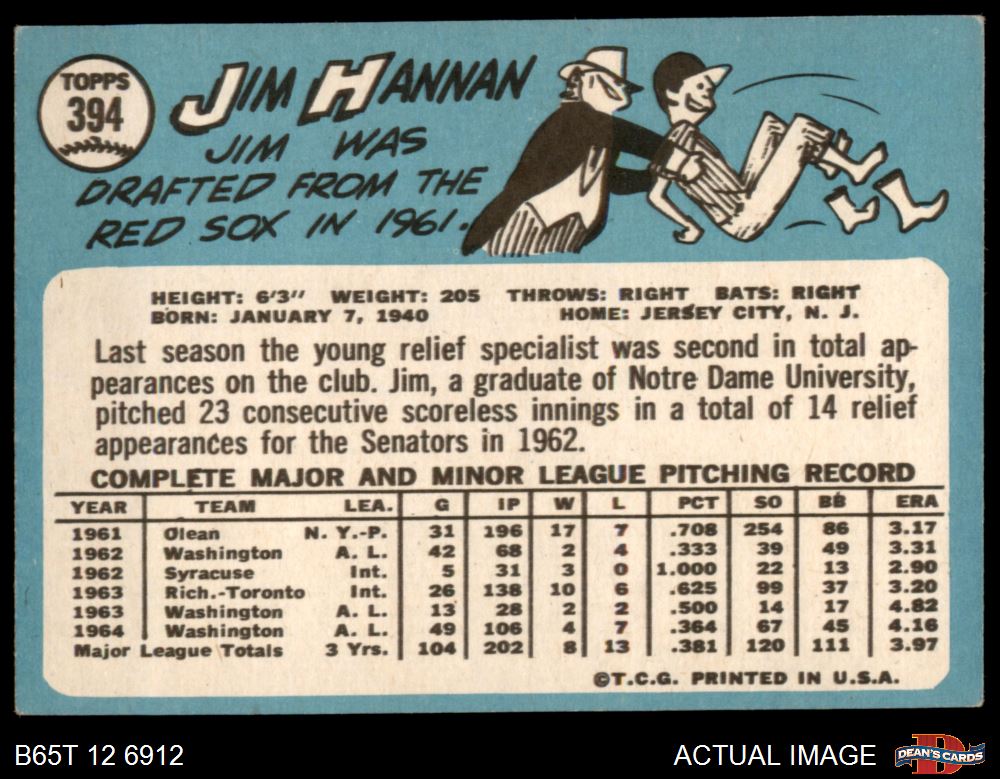 TOPPS
394
JIM HANNAN
JIM WAS
DRAFTED FROM THE
RED SOX IN 1961.
HEIGHT: 6'3" WEIGHT: 205 THROWS: RIGHT BATS: RIGHT
BORN: JANUARY 7, 1940 HOME: JERSEY CITY, N. J.
Last season the young relief specialist was second in total ap-
pearances on the club. Jim, a graduate of Notre Dame University,
pitched 23 consecutive scoreless innings in a total of 14 relief
appearances for the Senators in 1962.
COMPLETE MAJOR AND MINOR LEAGUE PITCHING RECORD
YEAR TEAM LEA. G IP W L PCT SO BB ERA
1961 Olean N. Y.-P. 31 196 17 7 .708 254 86 3.17
1962 Washington A. L. 42 68 2 4 .333 39 49 3.31
1962 Syracuse Int. 5 31 3 0 1.000 22 13 2.90
1963 Rich.-Toronto Int. 26 138 10 6 .625 99 37 3.20
1963 Washington A. L. 13 28 2 2 .500 14 17 4.82
1964 Washington A. L. 49 106 4 7 .364 67 45 4.16
Major League Totals 3 Yrs. 104 202 8 13 .381 120 111 3.97
©T.C.G. PRINTED IN U.S.A.
B65T 12 6912 ACTUAL IMAGE DEAN'S CARDS